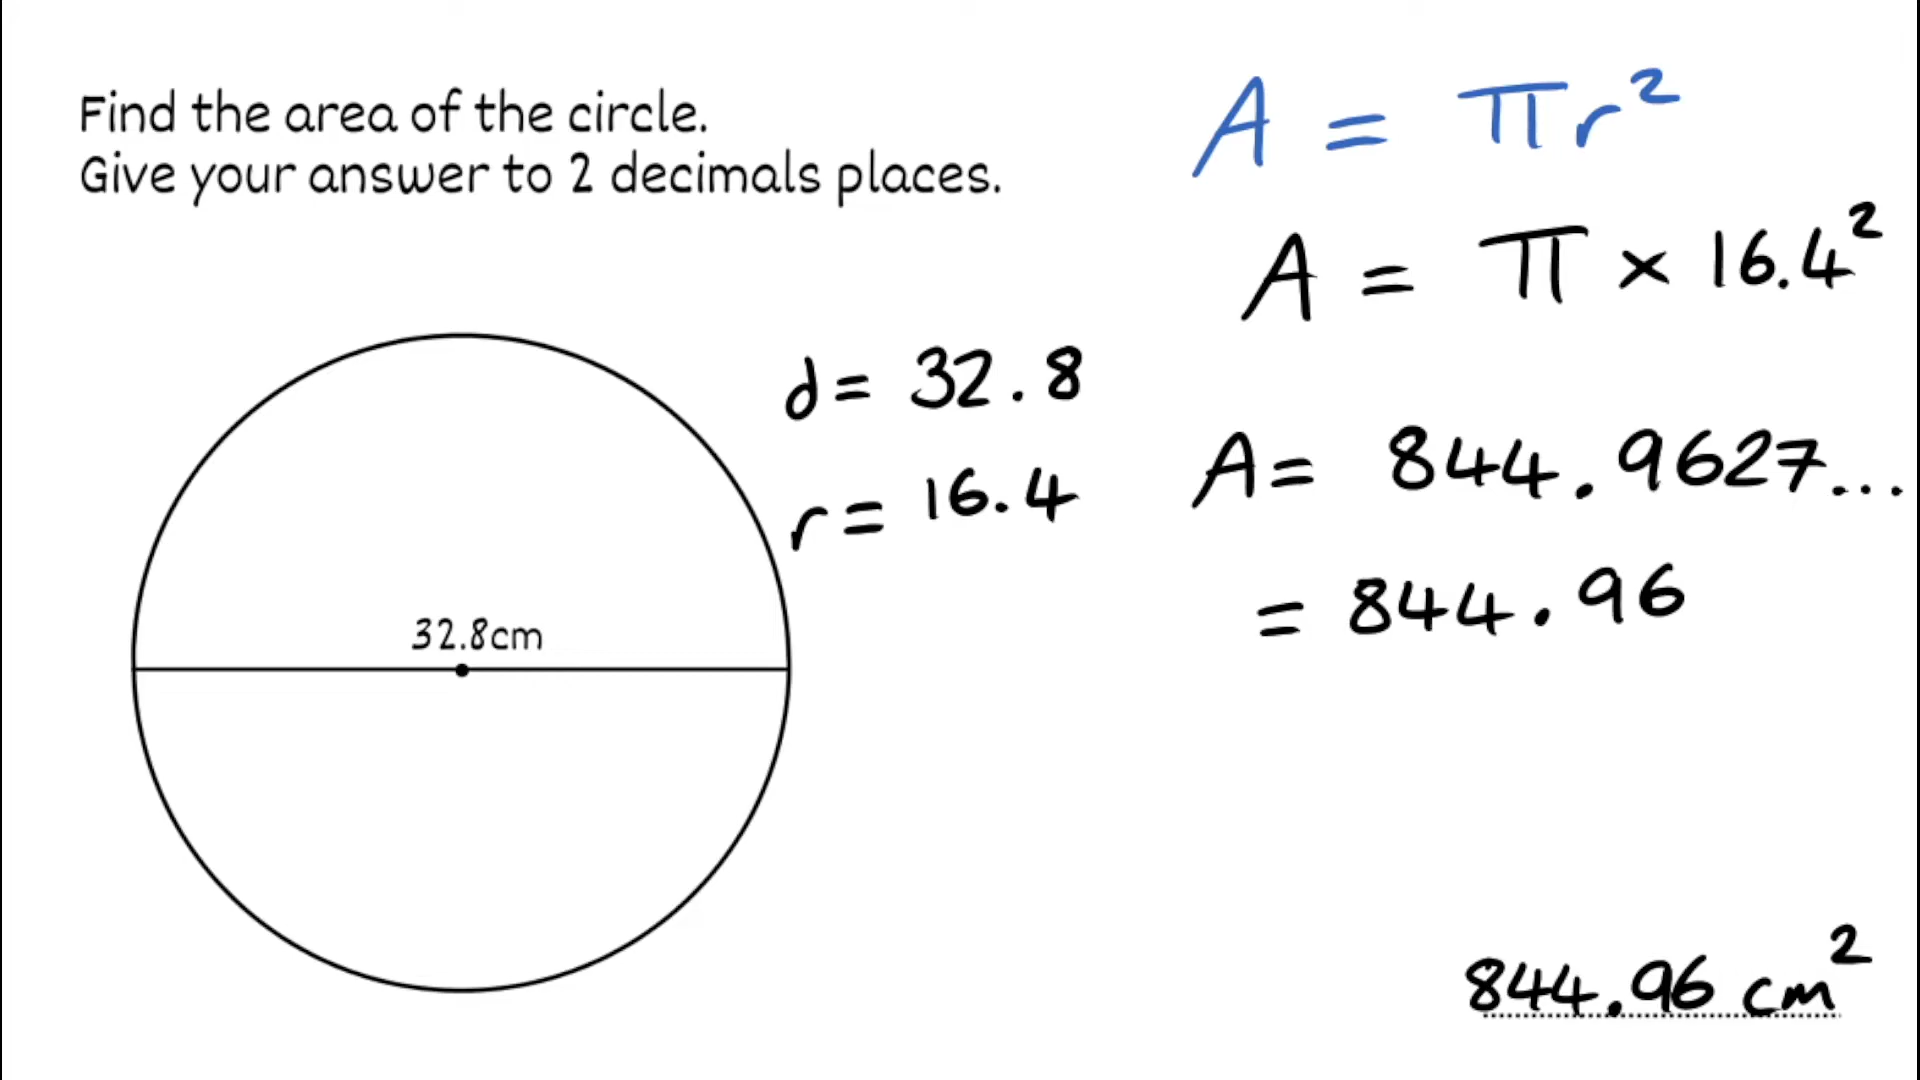 Find the area of the circle.
Give your answer to 2 decimals places.
A = πr²
A = π × 16.4²
d = 32.8
r = 16.4
A = 844.9627...
= 844.96
32.8cm
844.96 cm²